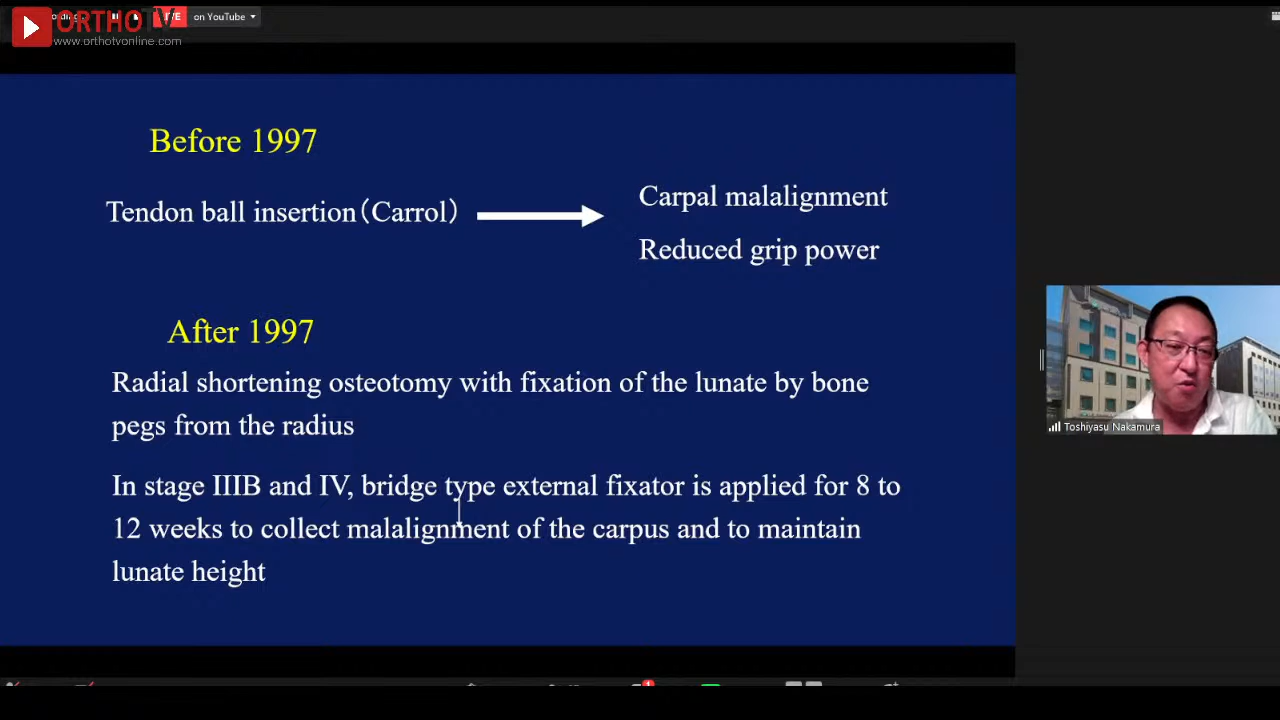 ORTHOTV
LIVE
on YouTube
www.orthotvonline.com
Before 1997
Tendon ball insertion（Carrol）
Carpal malalignment
Reduced grip power
After 1997
Radial shortening osteotomy with fixation of the lunate by bone
pegs from the radius
In stage IIIB and IV, bridge type external fixator is applied for 8 to
12 weeks to collect malalignment of the carpus and to maintain
lunate height
Toshiyasu Nakamura
1